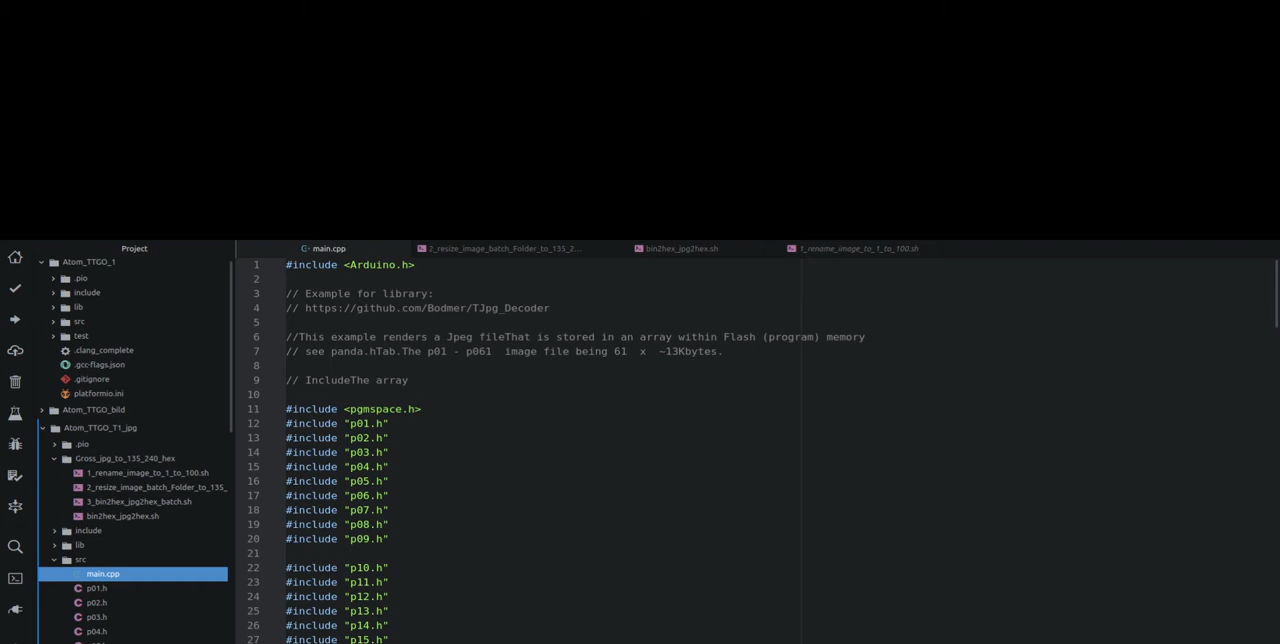 Project
main.cpp
2_resize_image_batch_Folder_to_135_2...
bin2hex_jpg2hex.sh
1_rename_image_to_1_to_100.sh
Atom_TTGO_1
.pio
include
lib
src
test
.clang_complete
.gcc-flags.json
.gitignore
platformio.ini
Atom_TTGO_bild
Atom_TTGO_T1_jpg
.pio
Gross_jpg_to_135_240_hex
1_rename_image_to_1_to_100.sh
2_resize_image_batch_Folder_to_135_
3_bin2hex_jpg2hex_batch.sh
bin2hex_jpg2hex.sh
include
lib
src
main.cpp
p01.h
p02.h
p03.h
p04.h
1 #include <Arduino.h>
2
3 // Example for library:
4 // https://github.com/Bodmer/TJpg_Decoder
5
6 //This example renders a Jpeg fileThat is stored in an array within Flash (program) memory
7 // see panda.hTab.The p01 - p061  image file being 61  x  ~13Kbytes.
8
9 // IncludeThe array
10
11 #include <pgmspace.h>
12 #include "p01.h"
13 #include "p02.h"
14 #include "p03.h"
15 #include "p04.h"
16 #include "p05.h"
17 #include "p06.h"
18 #include "p07.h"
19 #include "p08.h"
20 #include "p09.h"
21
22 #include "p10.h"
23 #include "p11.h"
24 #include "p12.h"
25 #include "p13.h"
26 #include "p14.h"
27 #include "p15.h"